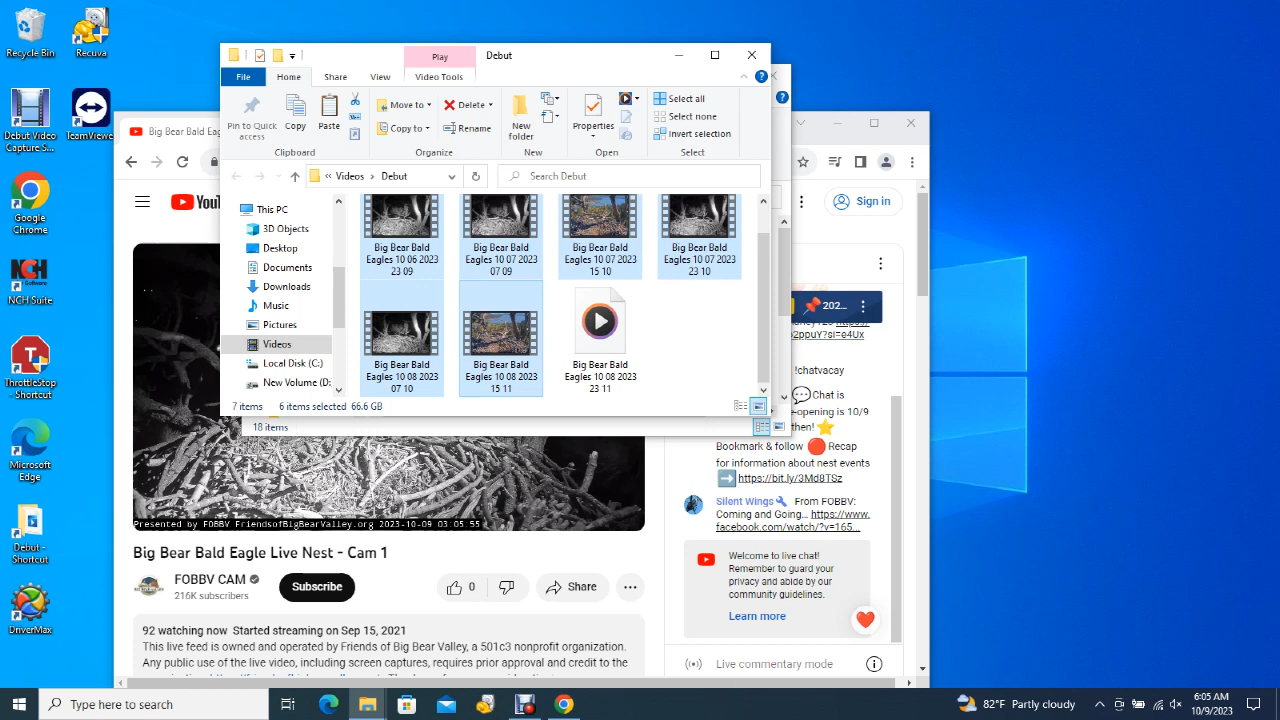 Recycle Bin
Recuva
Debut Video
Capture S...
TeamViewer
Google
Chrome
NCH Suite
ThrottleStop
- Shortcut
Microsoft
Edge
Debut -
Shortcut
DriverMax
Play
Debut
File
Home
Share
View
Video Tools
Pin to Quick
access
Copy
Paste
Move to
Copy to
Delete
Rename
New
folder
Properties
Select all
Select none
Invert selection
Clipboard
Organize
New
Open
Select
Videos
Debut
Search Debut
This PC
3D Objects
Desktop
Documents
Downloads
Music
Pictures
Videos
Local Disk (C:)
New Volume (D:
Big Bear Bald
Eagles 10 06 2023
23 09
Big Bear Bald
Eagles 10 07 2023
07 09
Big Bear Bald
Eagles 10 07 2023
15 10
Big Bear Bald
Eagles 10 07 2023
23 10
Big Bear Bald
Eagles 10 08 2023
07 10
Big Bear Bald
Eagles 10 08 2023
15 11
Big Bear Bald
Eagles 10 08 2023
23 11
7 items
6 items selected 66.6 GB
18 items
Big Bear Bald Eag
YouT
Sign in
202...
ppuY?si=e4Ux
!chatvacay
Chat is
e-opening is 10/9
then!
Bookmark & follow Recap
for information about nest events
https://bit.ly/3Md8TSz
Silent Wings From FOBBV:
Coming and Going... https://www.
facebook.com/watch/?v=165...
Welcome to live chat!
Remember to guard your
privacy and abide by our
community guidelines.
Learn more
Live commentary mode
Presented by FOBBV FriendsofBigBearValley.org 2023-10-09 03:05:55
Big Bear Bald Eagle Live Nest - Cam 1
FOBBV CAM
216K subscribers
Subscribe
0
Share
92 watching now Started streaming on Sep 15, 2021
This live feed is owned and operated by Friends of Big Bear Valley, a 501c3 nonprofit organization.
Any public use of the live video, including screen captures, requires prior approval and credit to the
Type here to search
82°F Partly cloudy
6:05 AM
10/9/2023